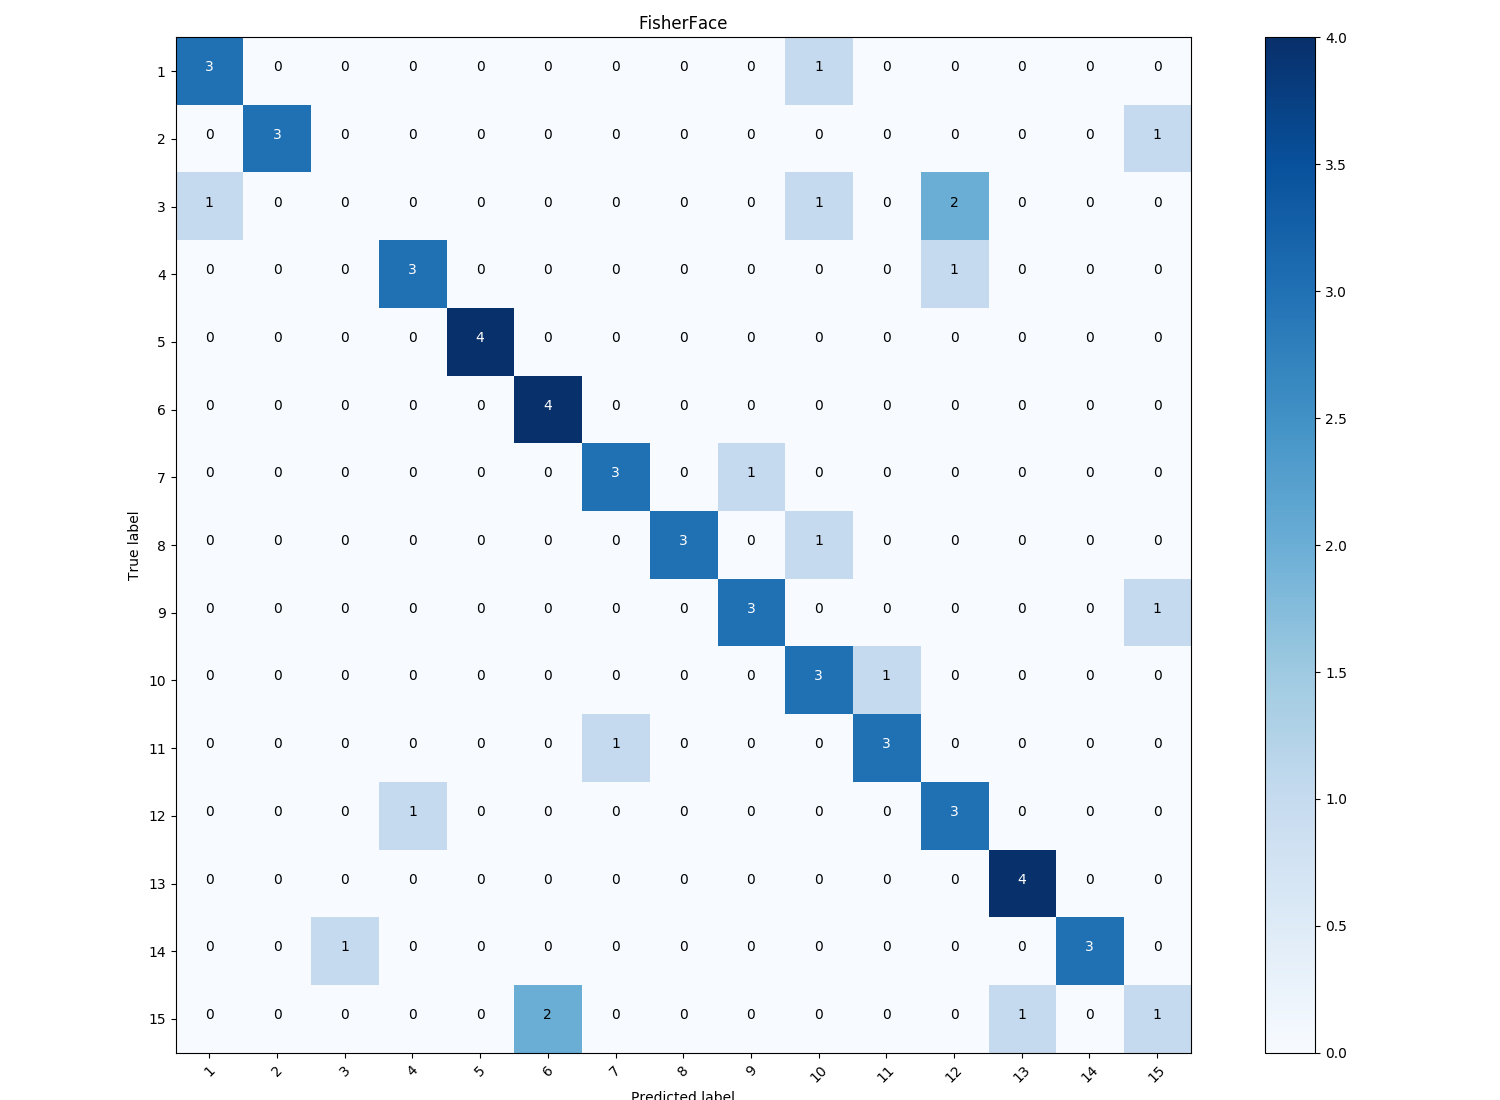 FisherFace
1 3 0 0 0 0 0 0 0 0 1 0 0 0 0 0
2 0 3 0 0 0 0 0 0 0 0 0 0 0 0 1
3 1 0 0 0 0 0 0 0 0 1 0 2 0 0 0
4 0 0 0 3 0 0 0 0 0 0 0 1 0 0 0
5 0 0 0 0 4 0 0 0 0 0 0 0 0 0 0
6 0 0 0 0 0 4 0 0 0 0 0 0 0 0 0
7 0 0 0 0 0 0 3 0 1 0 0 0 0 0 0
8 0 0 0 0 0 0 0 3 0 1 0 0 0 0 0
9 0 0 0 0 0 0 0 0 3 0 0 0 0 0 1
10 0 0 0 0 0 0 0 0 0 3 1 0 0 0 0
11 0 0 0 0 0 0 1 0 0 0 3 0 0 0 0
12 0 0 0 1 0 0 0 0 0 0 0 3 0 0 0
13 0 0 0 0 0 0 0 0 0 0 0 0 4 0 0
14 0 0 1 0 0 0 0 0 0 0 0 0 0 3 0
15 0 0 0 0 0 2 0 0 0 0 0 0 1 0 1
1 2 3 4 5 6 7 8 9 10 11 12 13 14 15
True label
Predicted label
4.0
3.5
3.0
2.5
2.0
1.5
1.0
0.5
0.0